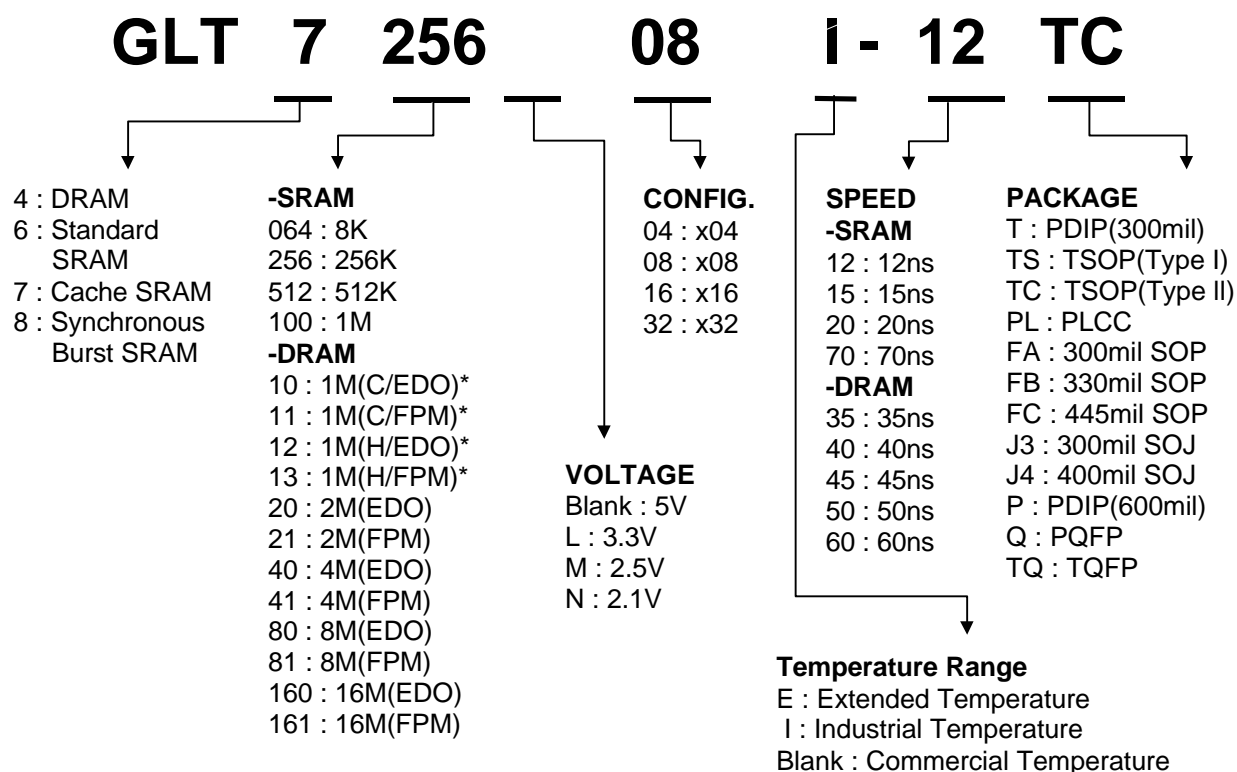 GLT 7 256 08 I - 12 TC
4 : DRAM
6 : Standard
SRAM
7 : Cache SRAM
8 : Synchronous
Burst SRAM
-SRAM
064 : 8K
256 : 256K
512 : 512K
100 : 1M
-DRAM
10 : 1M(C/EDO)*
11 : 1M(C/FPM)*
12 : 1M(H/EDO)*
13 : 1M(H/FPM)*
20 : 2M(EDO)
21 : 2M(FPM)
40 : 4M(EDO)
41 : 4M(FPM)
80 : 8M(EDO)
81 : 8M(FPM)
160 : 16M(EDO)
161 : 16M(FPM)
VOLTAGE
Blank : 5V
L : 3.3V
M : 2.5V
N : 2.1V
CONFIG.
04 : x04
08 : x08
16 : x16
32 : x32
SPEED
-SRAM
12 : 12ns
15 : 15ns
20 : 20ns
70 : 70ns
-DRAM
35 : 35ns
40 : 40ns
45 : 45ns
50 : 50ns
60 : 60ns
PACKAGE
T : PDIP(300mil)
TS : TSOP(Type I)
TC : TSOP(Type II)
PL : PLCC
FA : 300mil SOP
FB : 330mil SOP
FC : 445mil SOP
J3 : 300mil SOJ
J4 : 400mil SOJ
P : PDIP(600mil)
Q : PQFP
TQ : TQFP
Temperature Range
E : Extended Temperature
I : Industrial Temperature
Blank : Commercial Temperature